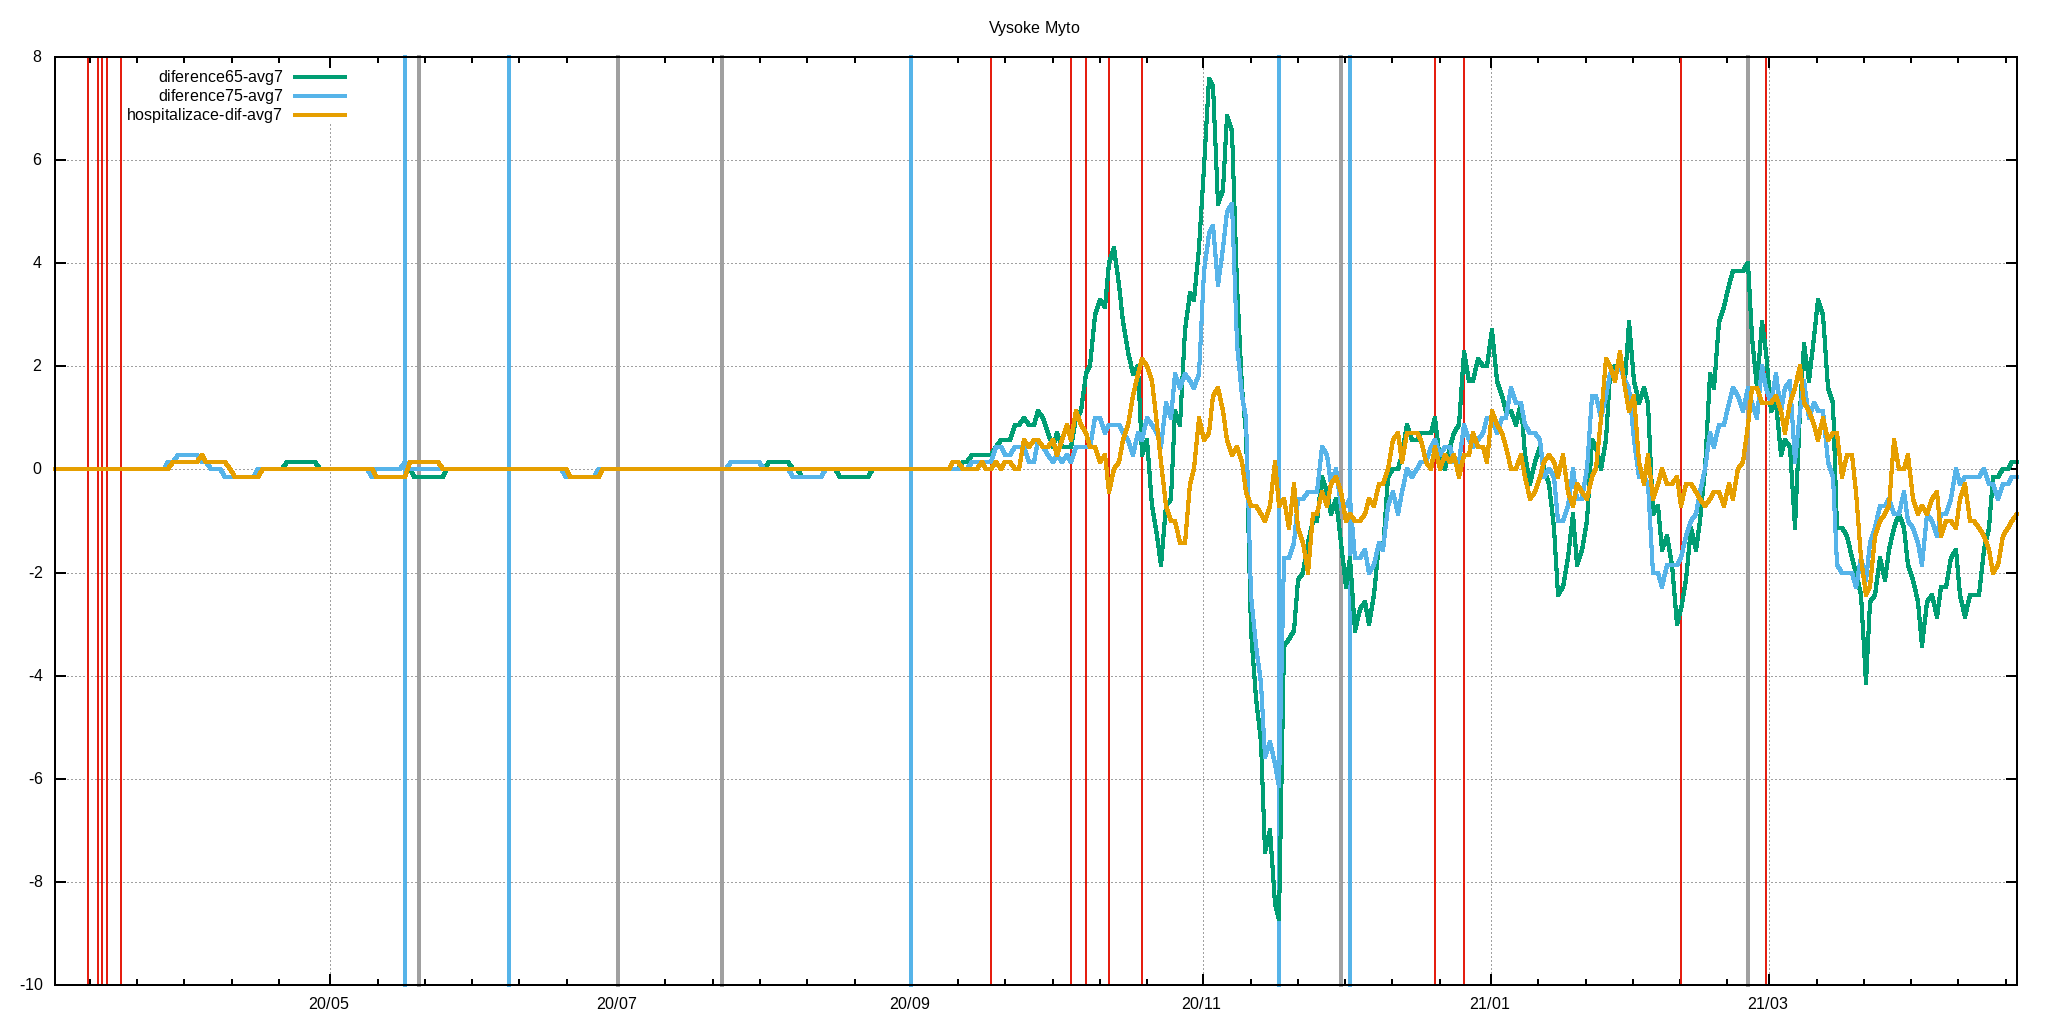 Vysoke Myto
diference65-avg7
diference75-avg7
hospitalizace-dif-avg7
8
6
4
2
0
-2
-4
-6
-8
-10
20/05 20/07 20/09 20/11 21/01 21/03